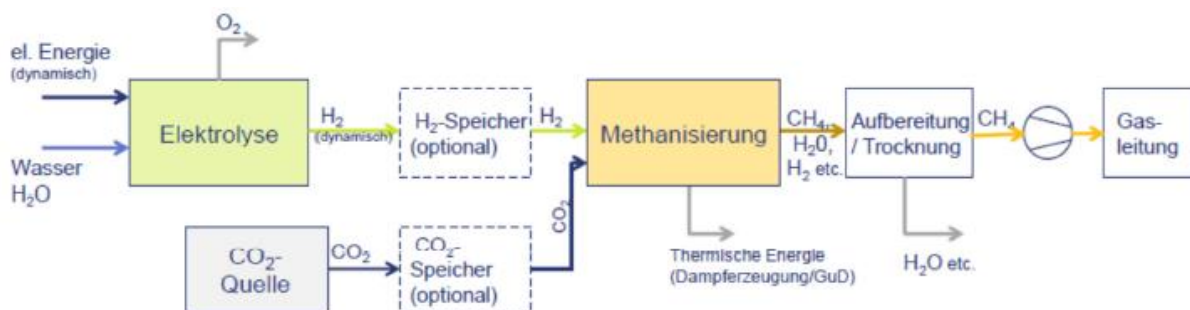 O₂
el. Energie
(dynamisch)
Elektrolyse
Wasser
H₂O
H₂
(dynamisch)
H₂-Speicher
(optional)
H₂
CO₂-
Quelle
CO₂
CO₂-
Speicher
(optional)
CO₂
Methanisierung
Thermische Energie
(Dampferzeugung/GuD)
CH₄,
H₂0,
H₂ etc.
Aufbereitung
/ Trocknung
H₂O etc.
CH₄
Gas-
leitung